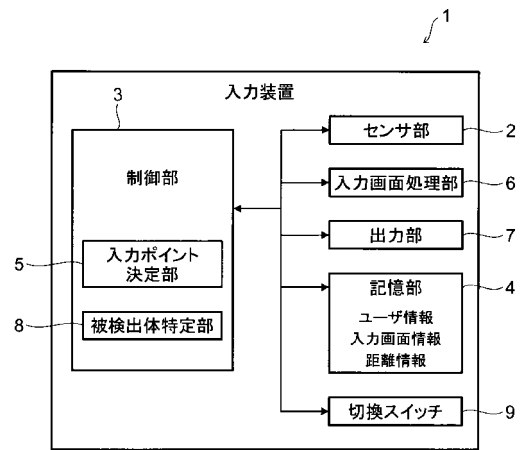 1
入力装置
3
制御部
5
入力ポイント
決定部
8
被検出体特定部
センサ部
2
入力画面処理部
6
出力部
7
記憶部
4
ユーザ情報
入力画面情報
距離情報
切換スイッチ
9